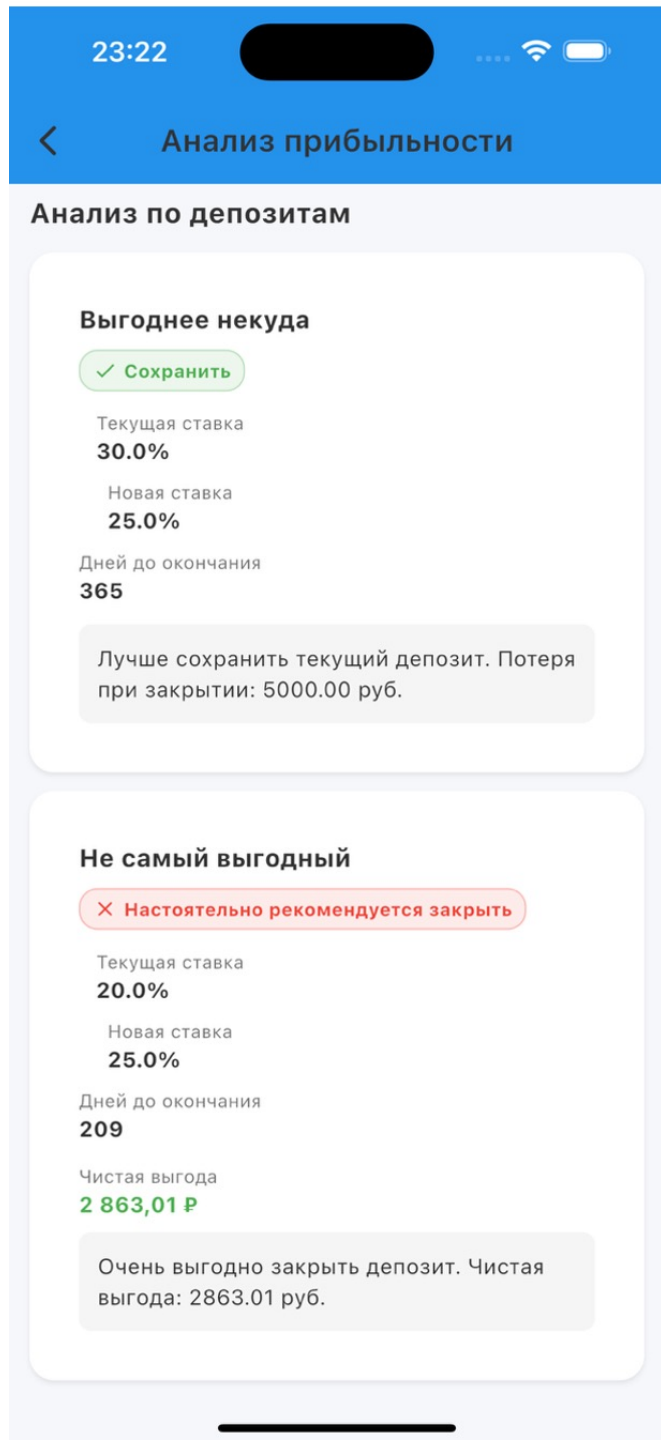 23:22
Анализ прибыльности
Анализ по депозитам
Выгоднее некуда
Сохранить
Текущая ставка
30.0%
Новая ставка
25.0%
Дней до окончания
365
Лучше сохранить текущий депозит. Потеря
при закрытии: 5000.00 руб.
Не самый выгодный
Настоятельно рекомендуется закрыть
Текущая ставка
20.0%
Новая ставка
25.0%
Дней до окончания
209
Чистая выгода
2 863,01 ₽
Очень выгодно закрыть депозит. Чистая
выгода: 2863.01 руб.